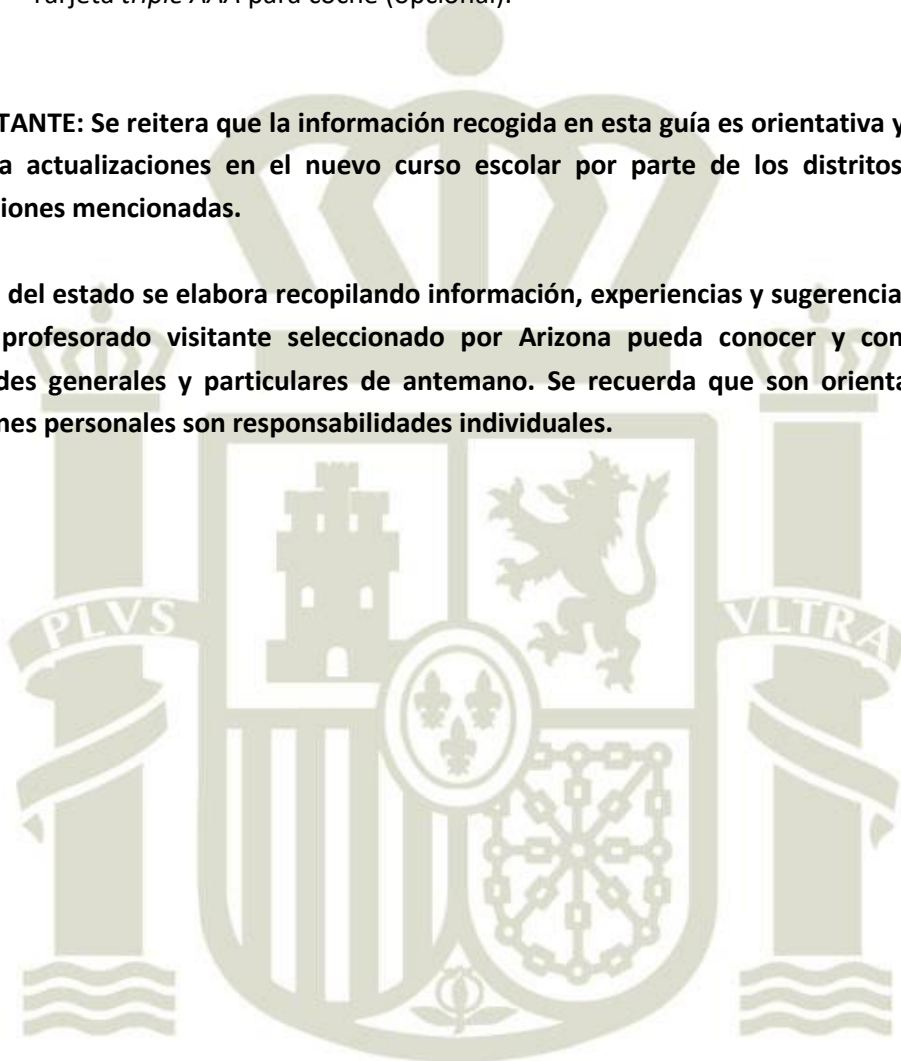 Tarjeta triple AAA para coche (opcional).
TANTE: Se reitera que la información recogida en esta guía es orientativa y
a actualizaciones en el nuevo curso escolar por parte de los distritos
iones mencionadas.
del estado se elabora recopilando información, experiencias y sugerencia
profesorado visitante seleccionado por Arizona pueda conocer y con
des generales y particulares de antemano. Se recuerda que son orienta
nes personales son responsabilidades individuales.
PLVS
VLTRA